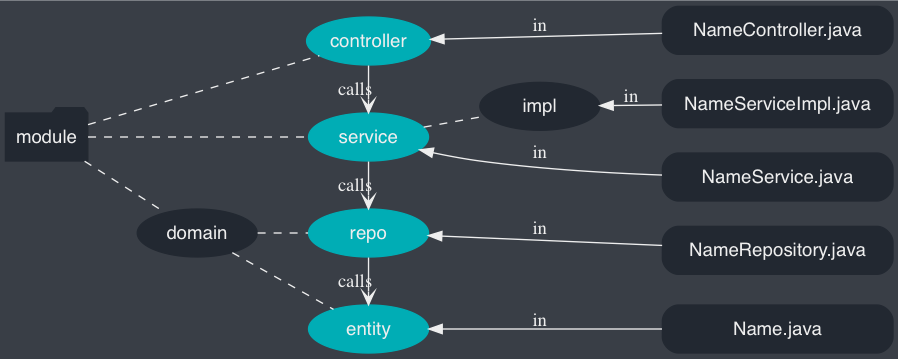 controller
in
NameController.java
calls
impl
in
NameServiceImpl.java
module
service
in
NameService.java
calls
domain
repo
in
NameRepository.java
calls
entity
in
Name.java